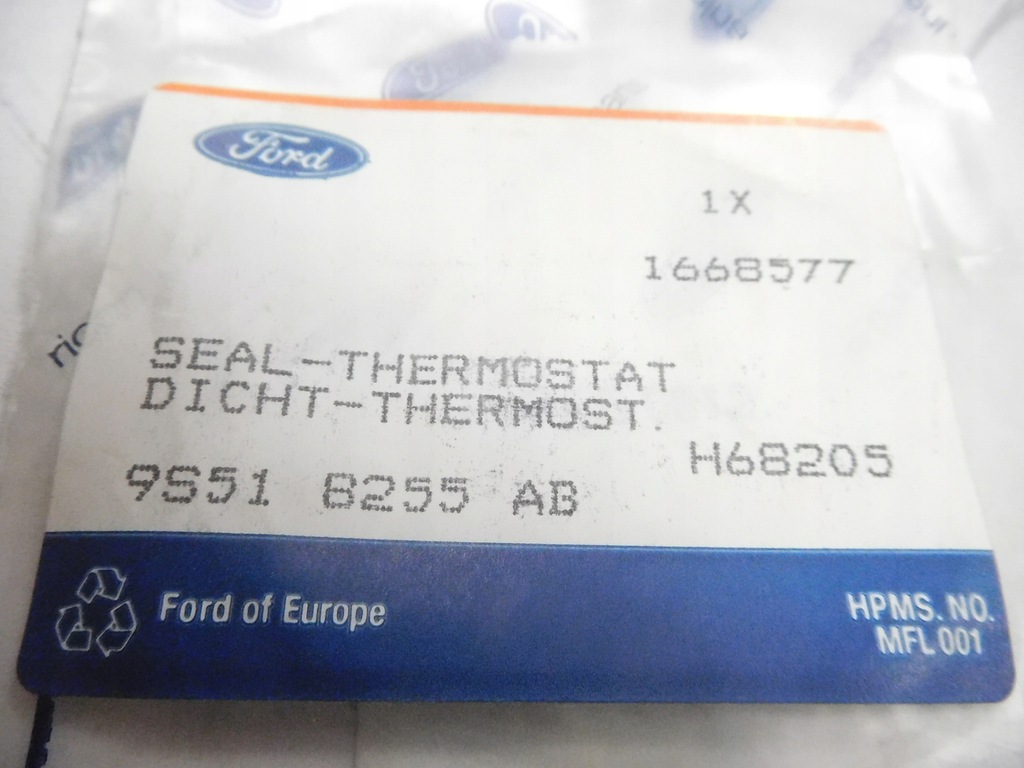 Ford
1X
1668577
SEAL-THERMOSTAT
DICHT-THERMOST.
H68205
9S51 8255 AB
Ford of Europe
HPMS. NO.
MFL 001